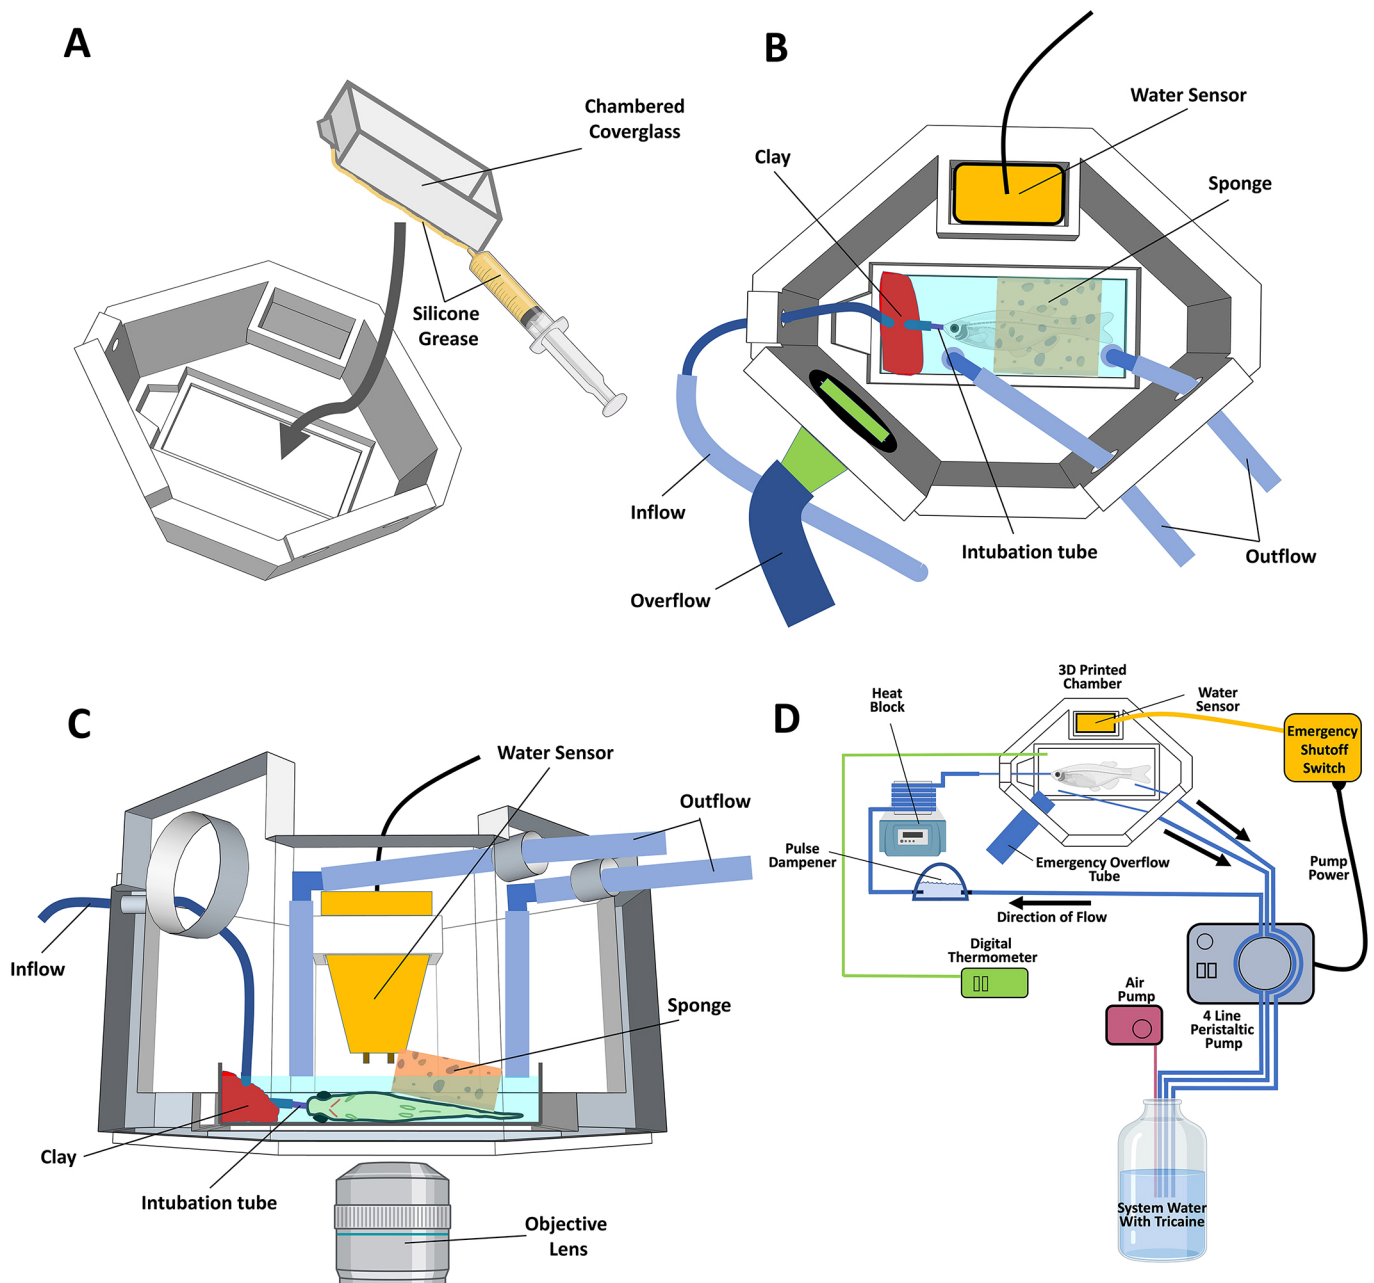 A
Chambered
Coverglass
Silicone
Grease
B
Water Sensor
Clay
Sponge
Inflow
Intubation tube
Outflow
Overflow
C
Water Sensor
Outflow
Inflow
Sponge
Clay
Intubation tube
Objective
Lens
D
3D Printed
Chamber
Heat
Block
Water
Sensor
Emergency
Shutoff
Switch
Pulse
Dampener
Emergency Overflow
Tube
Pump
Power
Direction of Flow
Digital
Thermometer
Air
Pump
4 Line
Peristaltic
Pump
System Water
With Tricaine